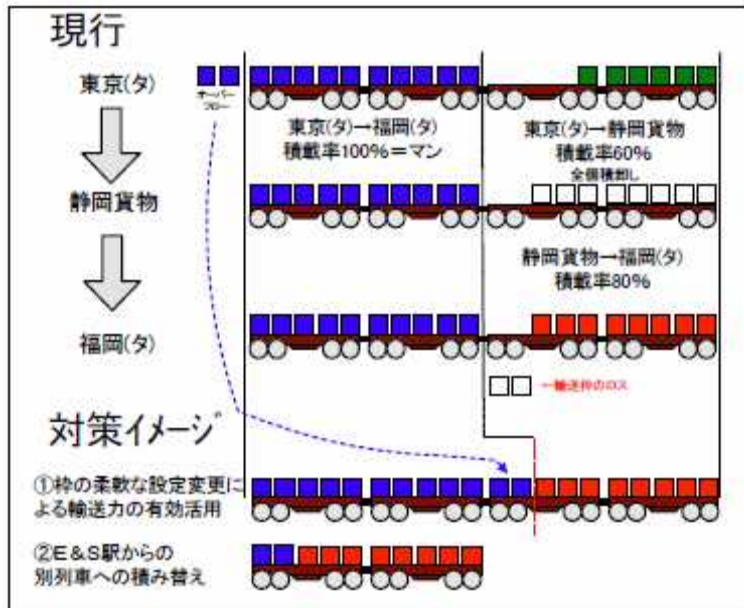 現行
東京(タ)
オーバー
フロー
東京(タ)→福岡(タ)
積載率100%=マン
東京(タ)→静岡貨物
積載率60%
全個積卸し
静岡貨物
静岡貨物→福岡(タ)
積載率80%
福岡(タ)
←輸送枠のロス
対策イメージ
①枠の柔軟な設定変更に
よる輸送力の有効活用
②E&S駅からの
別列車への積み替え